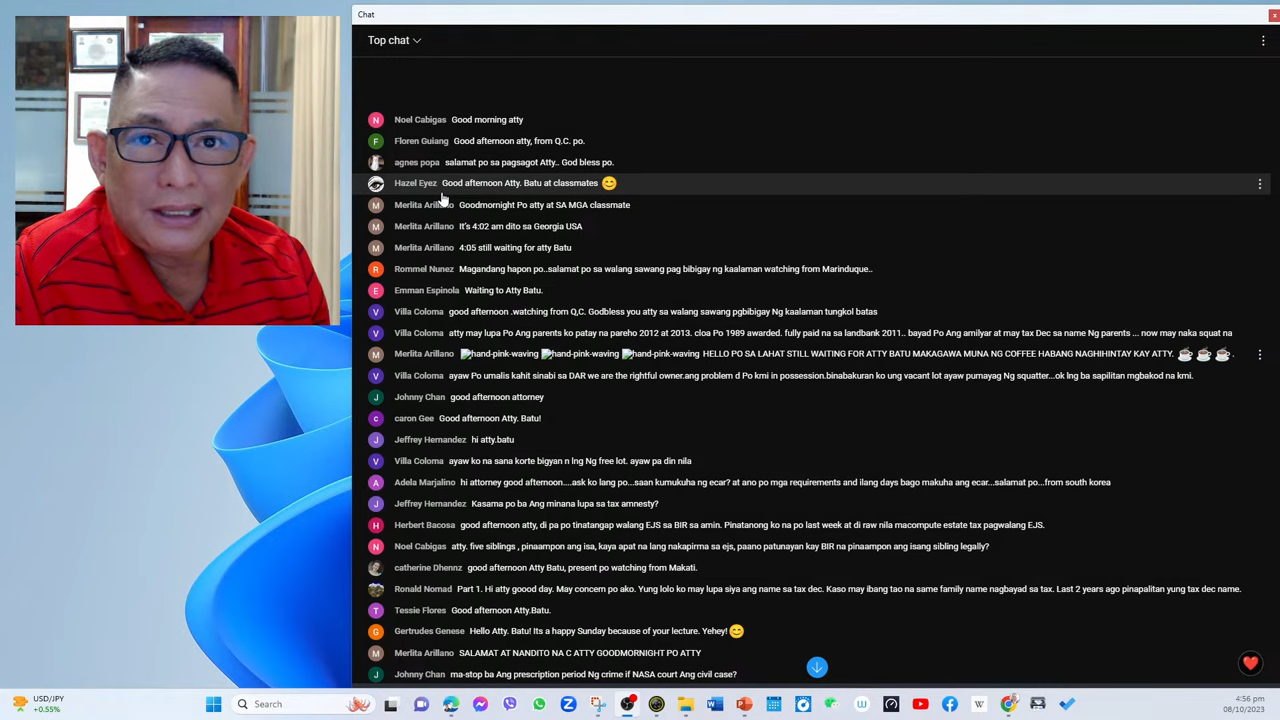 Chat
Top chat
Noel Cabigas Good morning atty
Floren Guiang Good afternoon atty, from Q.C. po.
agnes popa salamat po sa pagsagot Atty.. God bless po.
Hazel Eyez Good afternoon Atty. Batu at classmates 😊
Merlita Arillano Goodmornight Po atty at SA MGA classmate
Merlita Arillano It's 4:02 am dito sa Georgia USA
Merlita Arillano 4:05 still waiting for atty Batu
Rommel Nunez Magandang hapon po..salamat po sa walang sawang pag bibigay ng kaalaman watching from Marinduque..
Emman Espinola Waiting to Atty Batu.
Villa Coloma good afternoon .watching from Q,C. Godbless you atty sa walang sawang pgbibigay Ng kaalaman tungkol batas
Villa Coloma atty may lupa Po Ang parents ko patay na pareho 2012 at 2013. cloa Po 1989 awarded. fully paid na sa landbank 2011.. bayad Po Ang amilyar at may tax Dec sa name Ng parents ... now may naka squat na
Merlita Arillano hand-pink-waving hand-pink-waving hand-pink-waving HELLO PO SA LAHAT STILL WAITING FOR ATTY BATU MAKAGAWA MUNA NG COFFEE HABANG NAGHIHINTAY KAY ATTY. ☕ ☕ ☕ .
Villa Coloma ayaw Po umalis kahit sinabi sa DAR we are the rightful owner.ang problem d Po kmi in possession.binabakuran ko ung vacant lot ayaw pumayag Ng squatter...ok lng ba sapilitan mgbakod na kmi.
Johnny Chan good afternoon attorney
caron Gee Good afternoon Atty. Batu!
Jeffrey Hernandez hi atty.batu
Villa Coloma ayaw ko na sana korte bigyan n lng Ng free lot. ayaw pa din nila
Adela Marjalino hi attorney good afternoon....ask ko lang po...saan kumukuha ng ecar? at ano po mga requirements and ilang days bago makuha ang ecar...salamat po...from south korea
Jeffrey Hernandez Kasama po ba Ang minana lupa sa tax amnesty?
Herbert Bacosa good afternoon atty, di pa po tinatangap walang EJS sa BIR sa amin. Pinatanong ko na po last week at di raw nila macompute estate tax pagwalang EJS.
Noel Cabigas atty. five siblings , pinaampon ang isa, kaya apat na lang nakapirma sa ejs, paano patunayan kay BIR na pinaampon ang isang sibling legally?
catherine Dhennz good afternoon Atty Batu, present po watching from Makati.
Ronald Nomad Part 1. Hi atty goood day. May concern po ako. Yung lolo ko may lupa siya ang name sa tax dec. Kaso may ibang tao na same family name nagbayad sa tax. Last 2 years ago pinapalitan yung tax dec name.
Tessie Flores Good afternoon Atty.Batu.
Gertrudes Genese Hello Atty. Batu! Its a happy Sunday because of your lecture. Yehey! 😊
Merlita Arillano SALAMAT AT NANDITO NA C ATTY GOODMORNIGHT PO ATTY
Johnny Chan ma-stop ba Ang prescription period Ng crime if NASA court Ang civil case?
USD/JPY
+0.55%
Search
4:56 pm
08/10/2023